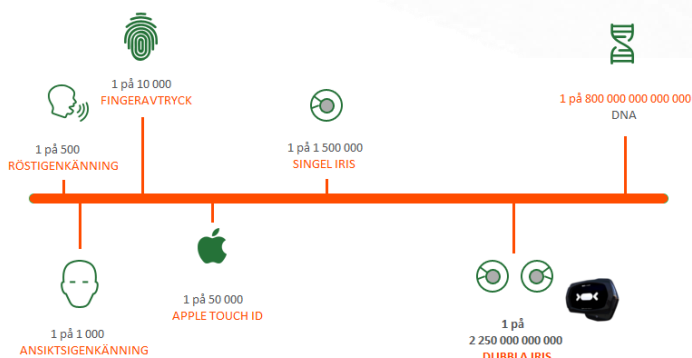 1 på 10 000
FINGERAVTRYCK
1 på 800 000 000 000 000
DNA
1 på 500
RÖSTIGENKÄNNING
1 på 1 500 000
SINGEL IRIS
1 på 50 000
APPLE TOUCH ID
1 på 1 000
ANSIKTSIGENKÄNNING
1 på
2 250 000 000 000
DUBBLA IRIS